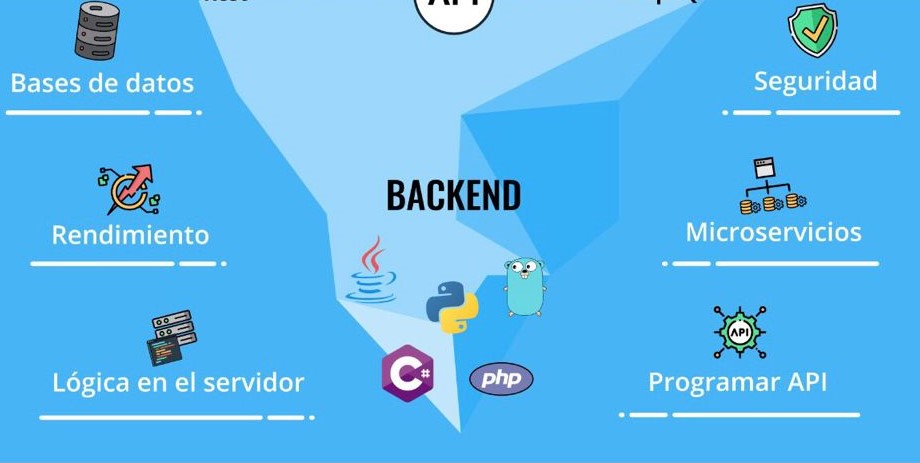 Bases de datos
Seguridad
BACKEND
Rendimiento
Microservicios
API
C#
php
Lógica en el servidor
Programar API